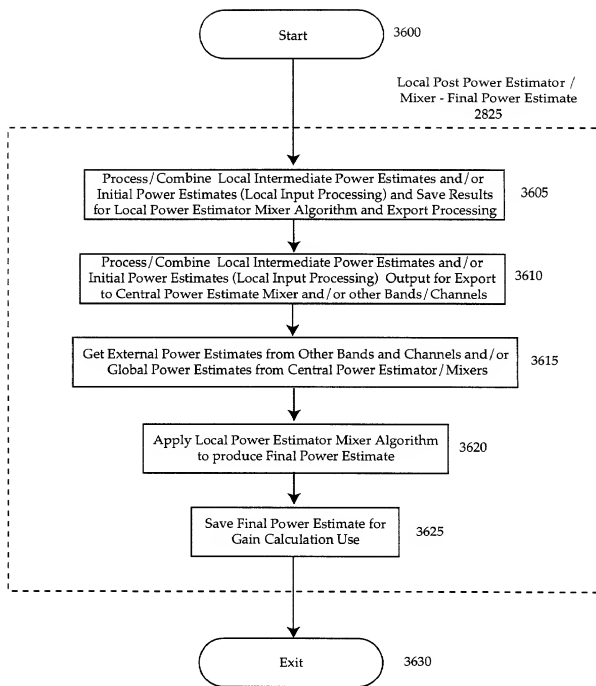 Start
3600
Local Post Power Estimator /
Mixer - Final Power Estimate
2825
Process/Combine Local Intermediate Power Estimates and/or
Initial Power Estimates (Local Input Processing) and Save Results
for Local Power Estimator Mixer Algorithm and Export Processing
3605
Process/Combine Local Intermediate Power Estimates and/or
Initial Power Estimates (Local Input Processing) Output for Export
to Central Power Estimate Mixer and/or other Bands/Channels
3610
Get External Power Estimates from Other Bands and Channels and/or
Global Power Estimates from Central Power Estimator/Mixers
3615
Apply Local Power Estimator Mixer Algorithm
to produce Final Power Estimate
3620
Save Final Power Estimate for
Gain Calculation Use
3625
Exit
3630